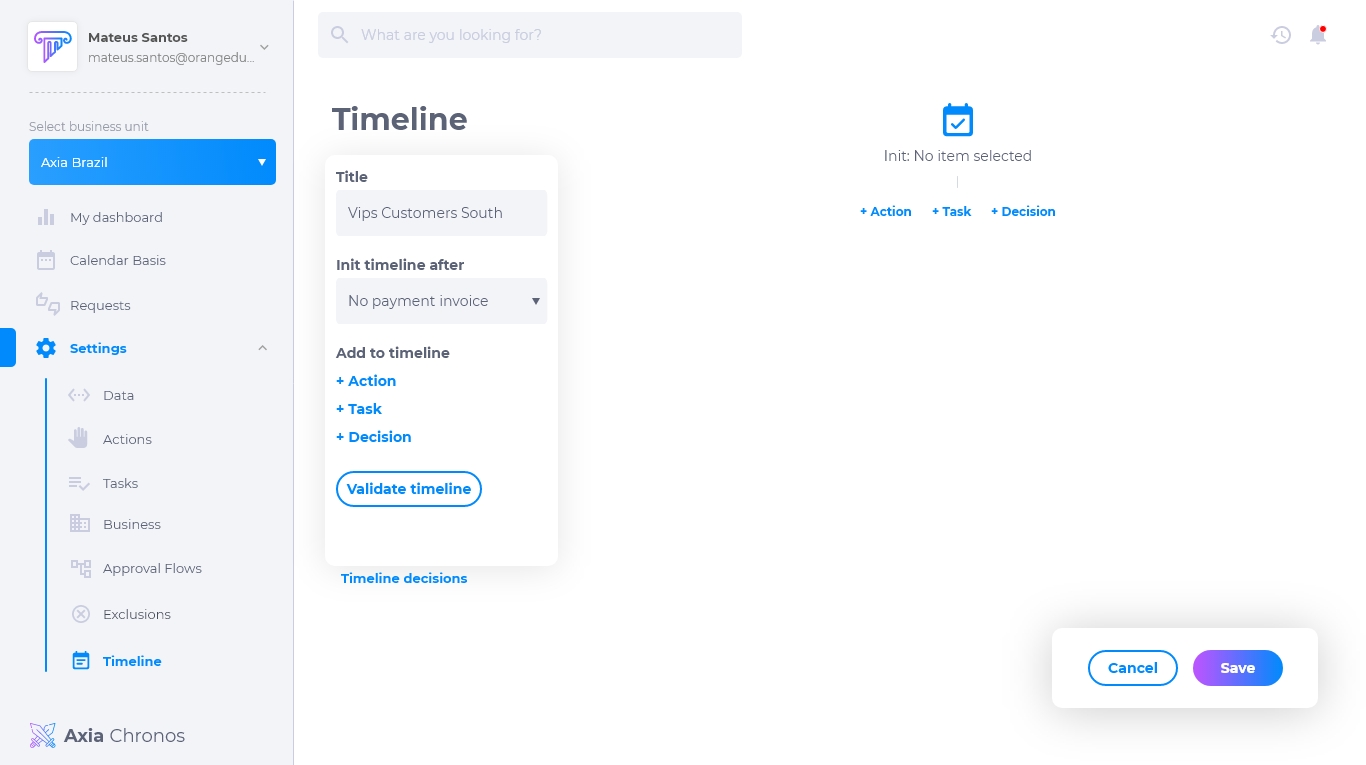 Mateus Santos
mateus.santos@orangedu...
Select business unit
Axia Brazil
My dashboard
Calendar Basis
Requests
Settings
Data
Actions
Tasks
Business
Approval Flows
Exclusions
Timeline
Axia Chronos
What are you looking for?
Timeline
Title
Vips Customers South
Init timeline after
No payment invoice
Add to timeline
+ Action
+ Task
+ Decision
Validate timeline
Timeline decisions
Init: No item selected
+ Action + Task + Decision
Cancel Save